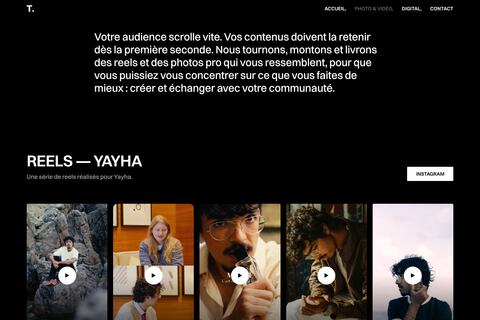 T.
ACCUEIL,
PHOTO & VIDÉO,
DIGITAL,
CONTACT
Votre audience scrolle vite. Vos contenus doivent la retenir
dès la première seconde. Nous tournons, montons et livrons
des reels et des photos pro qui vous ressemblent, pour que
vous puissiez vous concentrer sur ce que vous faites de
mieux : créer et échanger avec votre communauté.
REELS — YAYHA
Une série de reels réalisés pour Yayha.
INSTAGRAM